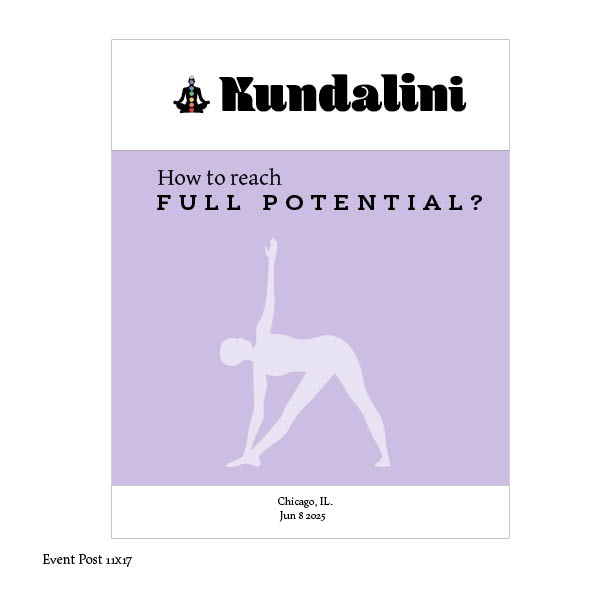 Kundalini
How to reach
FULL POTENTIAL?
Chicago, IL.
Jun 8 2025
Event Post 11x17